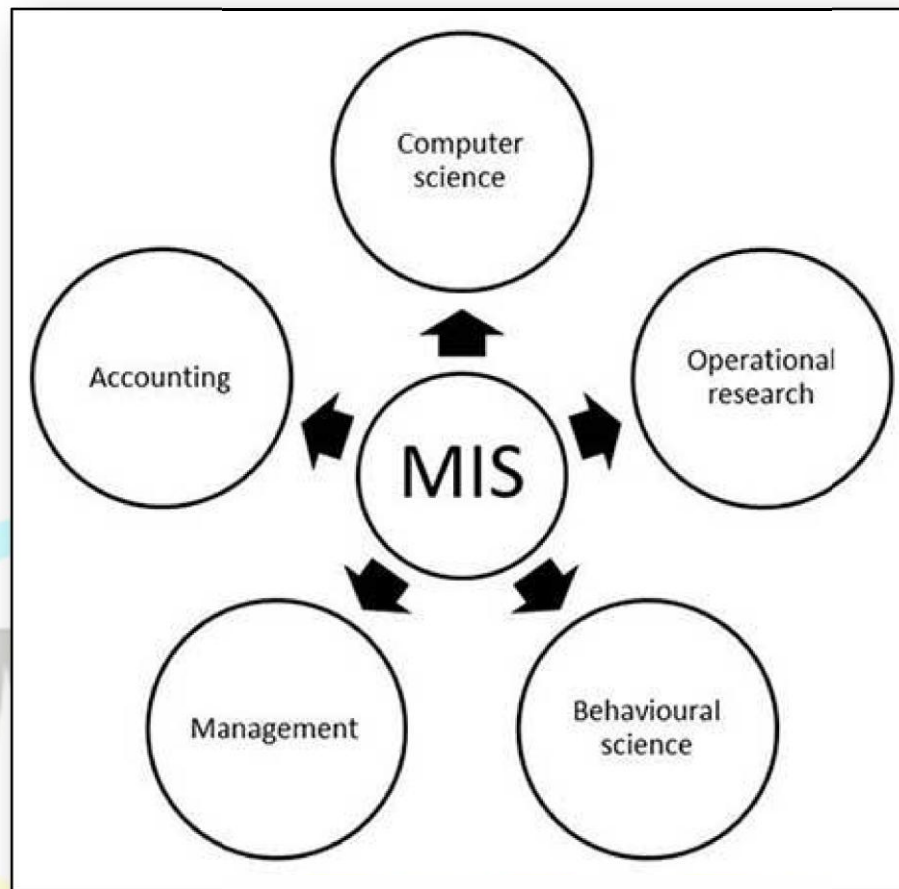 Computer
science
Accounting
Operational
research
MIS
Management
Behavioural
science